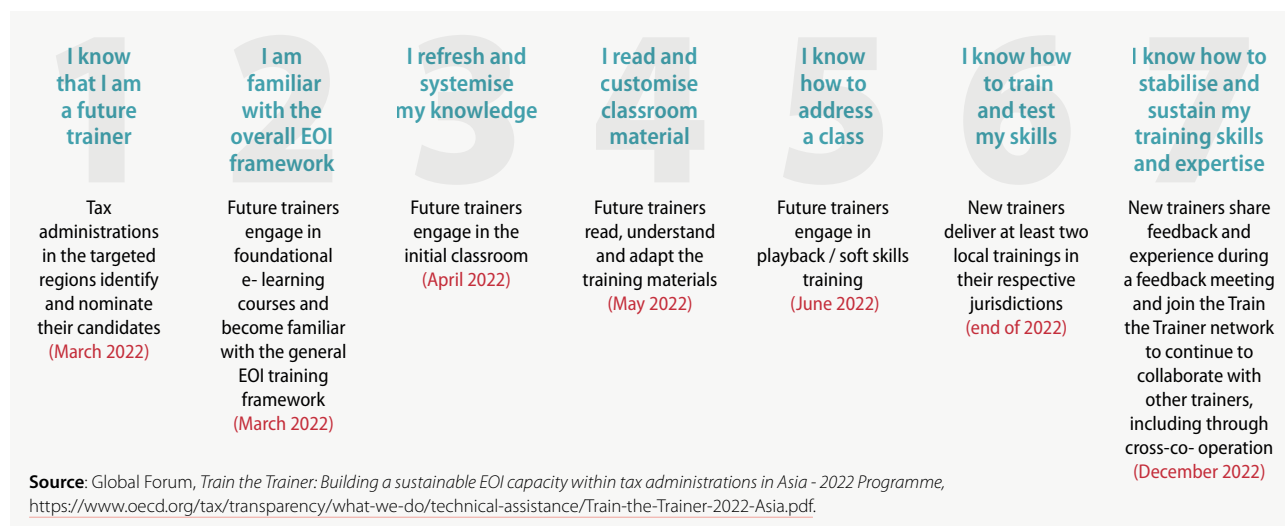 1
I know
that I am
a future
trainer
Tax
administrations
in the targeted
regions identify
and nominate
their candidates
(March 2022)
2
I am
familiar
with the
overall EOI
framework
Future trainers
engage in
foundational
e- learning
courses and
become familiar
with the general
EOI training
framework
(March 2022)
3
I refresh and
systemise
my knowledge
Future trainers
engage in the
initial classroom
(April 2022)
4
I read and
customise
classroom
material
Future trainers
read, understand
and adapt the
training materials
(May 2022)
5
I know
how to
address
a class
Future trainers
engage in
playback / soft skills
training
(June 2022)
6
I know how
to train
and test
my skills
New trainers
deliver at least two
local trainings in
their respective
jurisdictions
(end of 2022)
7
I know how to
stabilise and
sustain my
training skills
and expertise
New trainers share
feedback and
experience during
a feedback meeting
and join the Train
the Trainer network
to continue to
collaborate with
other trainers,
including through
cross-co- operation
(December 2022)
Source: Global Forum, Train the Trainer: Building a sustainable EOI capacity within tax administrations in Asia - 2022 Programme,
https://www.oecd.org/tax/transparency/what-we-do/technical-assistance/Train-the-Trainer-2022-Asia.pdf.